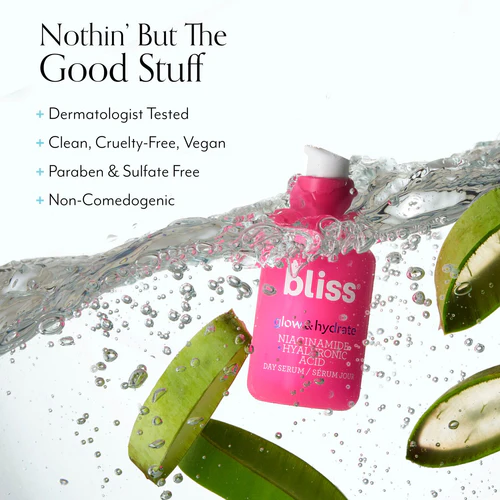 Nothin' But The
Good Stuff
+ Dermatologist Tested
+ Clean, Cruelty-Free, Vegan
+ Paraben & Sulfate Free
+ Non-Comedogenic
bliss®
glow & hydrate
NIACINAMIDE
HYALURONIC
ACID
DAY SERUM / SÉRUM JOUR